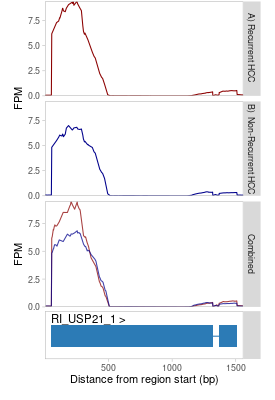 7.5
5.0
2.5
0.0
FPM
A) Recurrent HCC
7.5
5.0
2.5
0.0
FPM
B) Non-Recurrent HCC
7.5
5.0
2.5
0.0
FPM
Combined
RI_USP21_1 >
500 1000 1500
Distance from region start (bp)